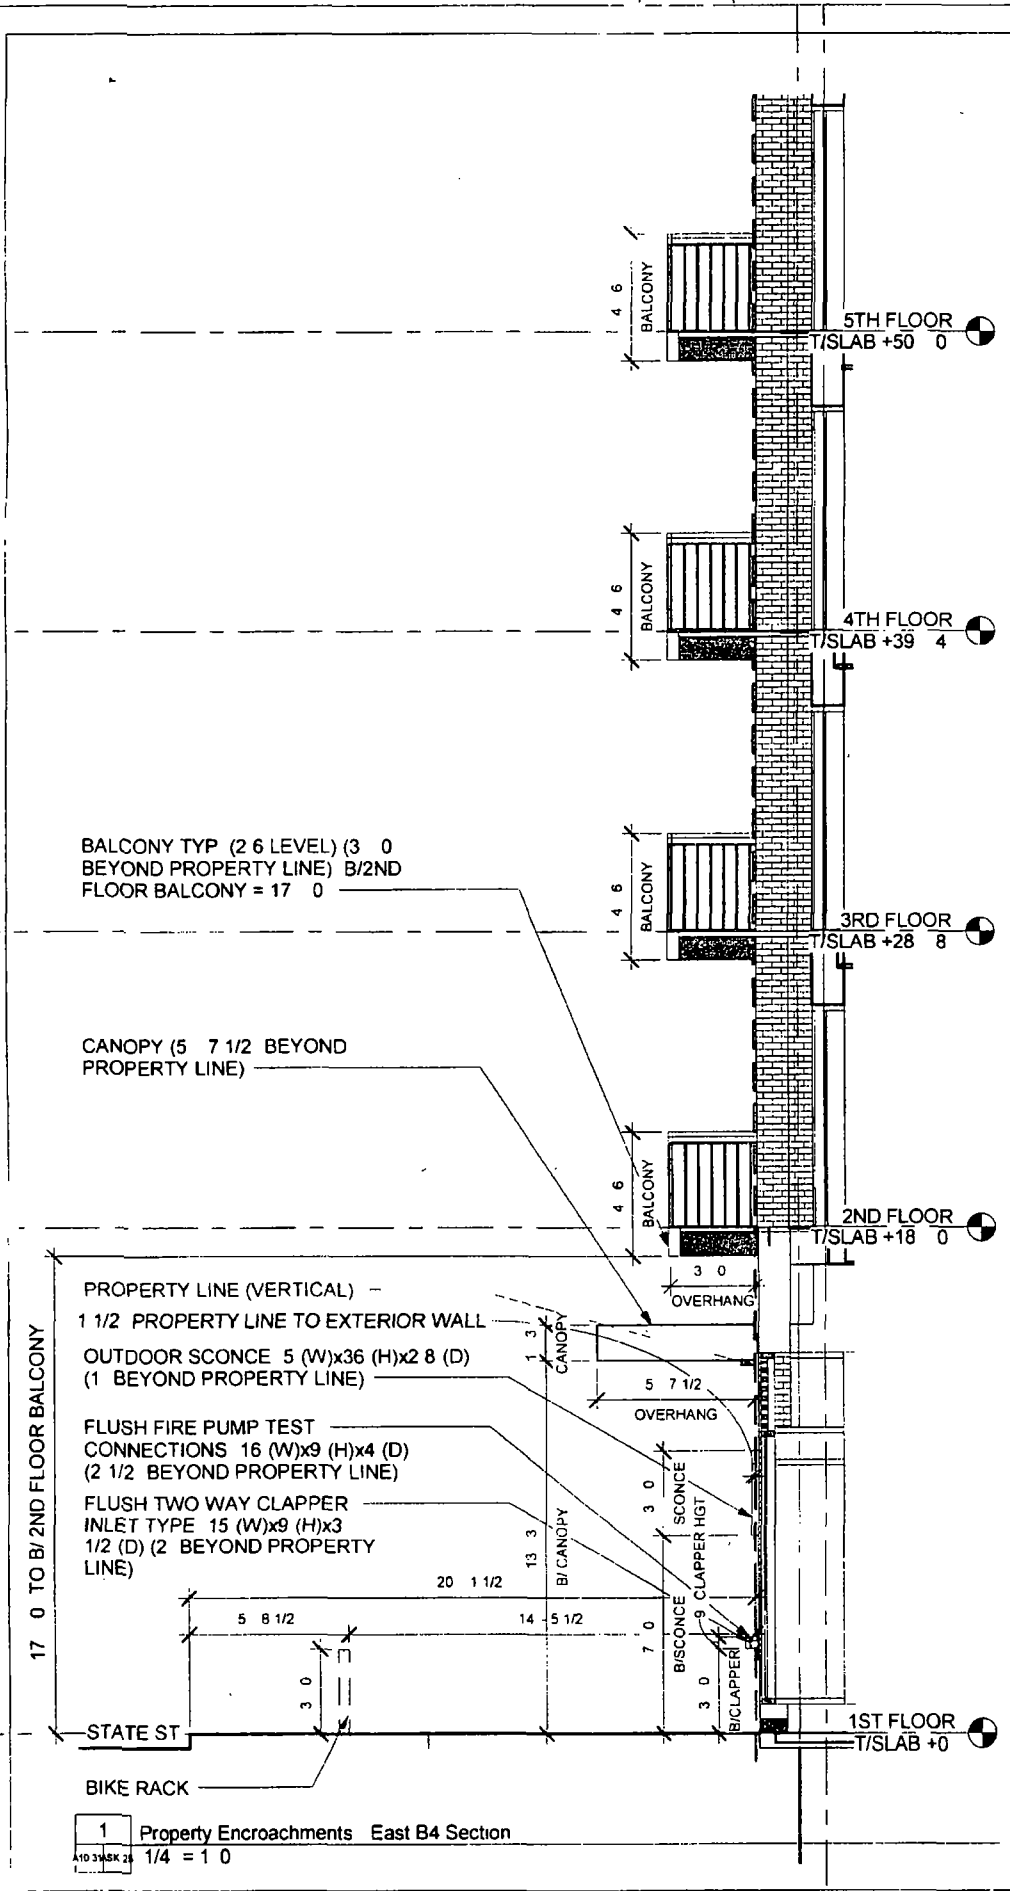 4 6
BALCONY
5TH FLOOR
T/SLAB +50 0
4 6
BALCONY
4TH FLOOR
T/SLAB +39 4
BALCONY TYP (2 6 LEVEL) (3 0
BEYOND PROPERTY LINE) B/2ND
FLOOR BALCONY = 17 0
4 6
BALCONY
3RD FLOOR
T/SLAB +28 8
CANOPY (5 7 1/2 BEYOND
PROPERTY LINE)
4 6
BALCONY
2ND FLOOR
T/SLAB +18 0
3 0
OVERHANG
PROPERTY LINE (VERTICAL)
1 1/2 PROPERTY LINE TO EXTERIOR WALL
1 3
CANOPY
OUTDOOR SCONCE 5 (W)x36 (H)x2 8 (D)
(1 BEYOND PROPERTY LINE)
5 7 1/2
OVERHANG
FLUSH FIRE PUMP TEST
CONNECTIONS 16 (W)x9 (H)x4 (D)
(2 1/2 BEYOND PROPERTY LINE)
FLUSH TWO WAY CLAPPER
INLET TYPE 15 (W)x9 (H)x3
1/2 (D) (2 BEYOND PROPERTY
LINE)
17 0 TO B/ 2ND FLOOR BALCONY
13 3
B/ CANOPY
3 0
SCONCE
9 CLAPPER HGT
20 1 1/2
5 8 1/2
14 -5 1/2
7 0
B/SCONCE
3 0
B/CLAPPER
3 0
STATE ST
1ST FLOOR
T/SLAB +0
BIKE RACK
1
Property Encroachments East B4 Section
1/4 = 1 0